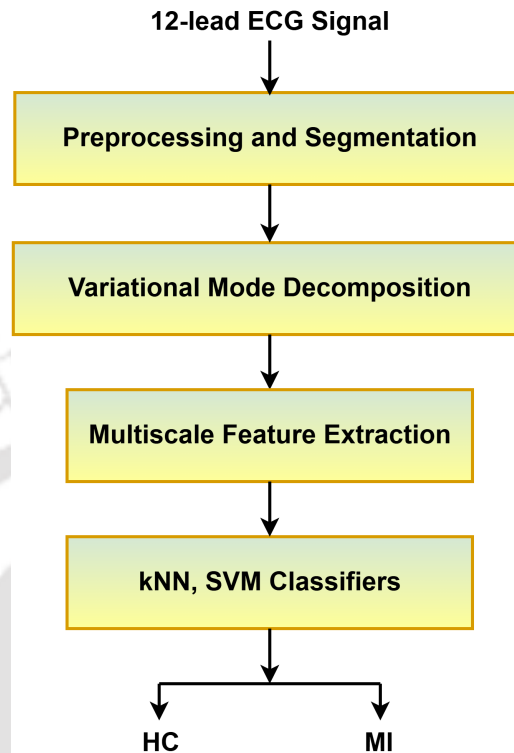 12-lead ECG Signal
Preprocessing and Segmentation
Variational Mode Decomposition
Multiscale Feature Extraction
kNN, SVM Classifiers
HC MI